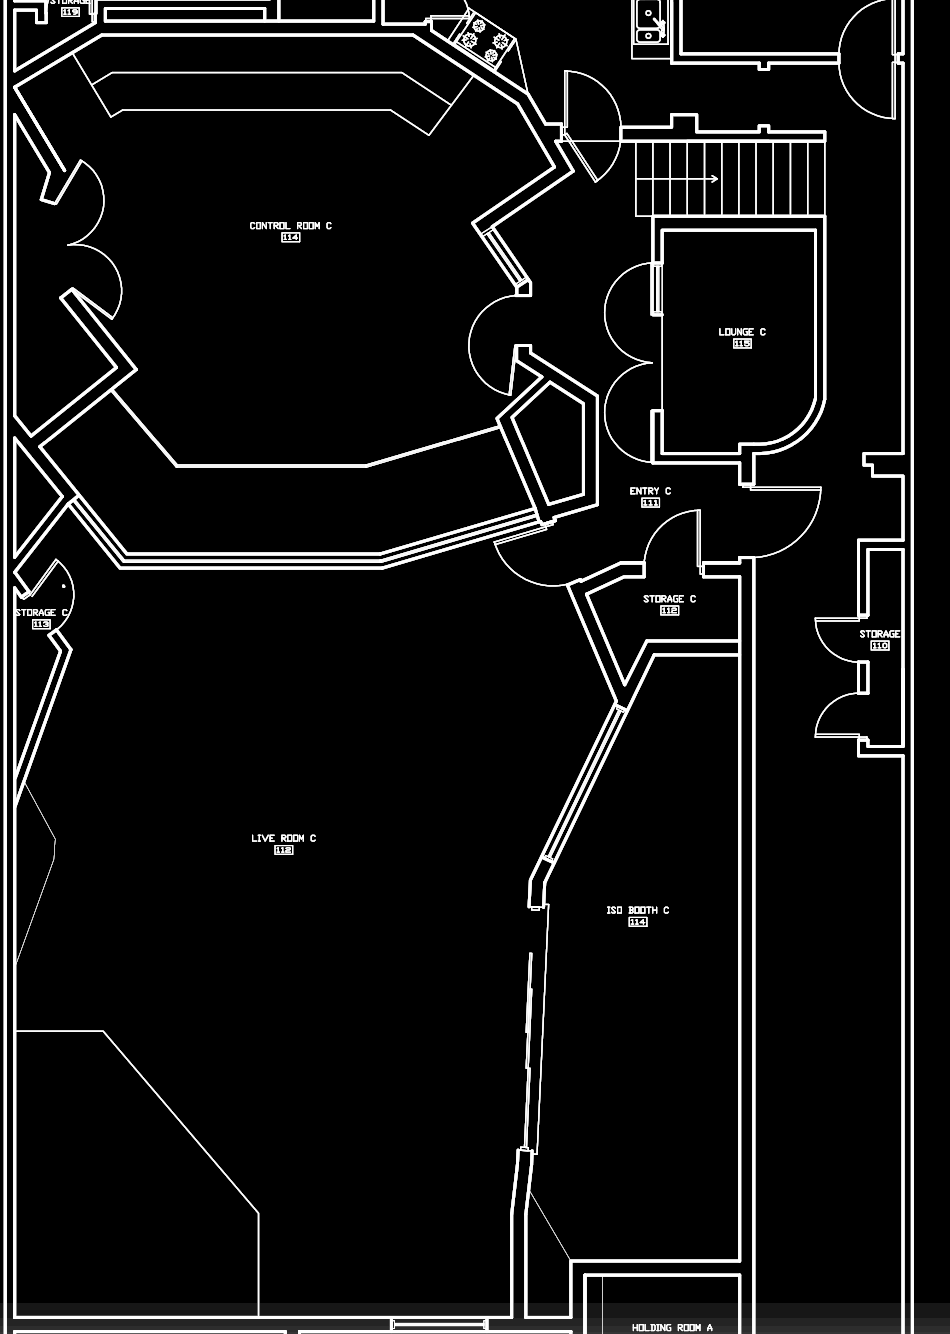 STORAGE
119
CONTROL ROOM C
114
LOUNGE C
115
ENTRY C
111
STORAGE C
112
STORAGE C
113
STORAGE
110
LIVE ROOM C
112
ISO BOOTH C
114
HOLDING ROOM A